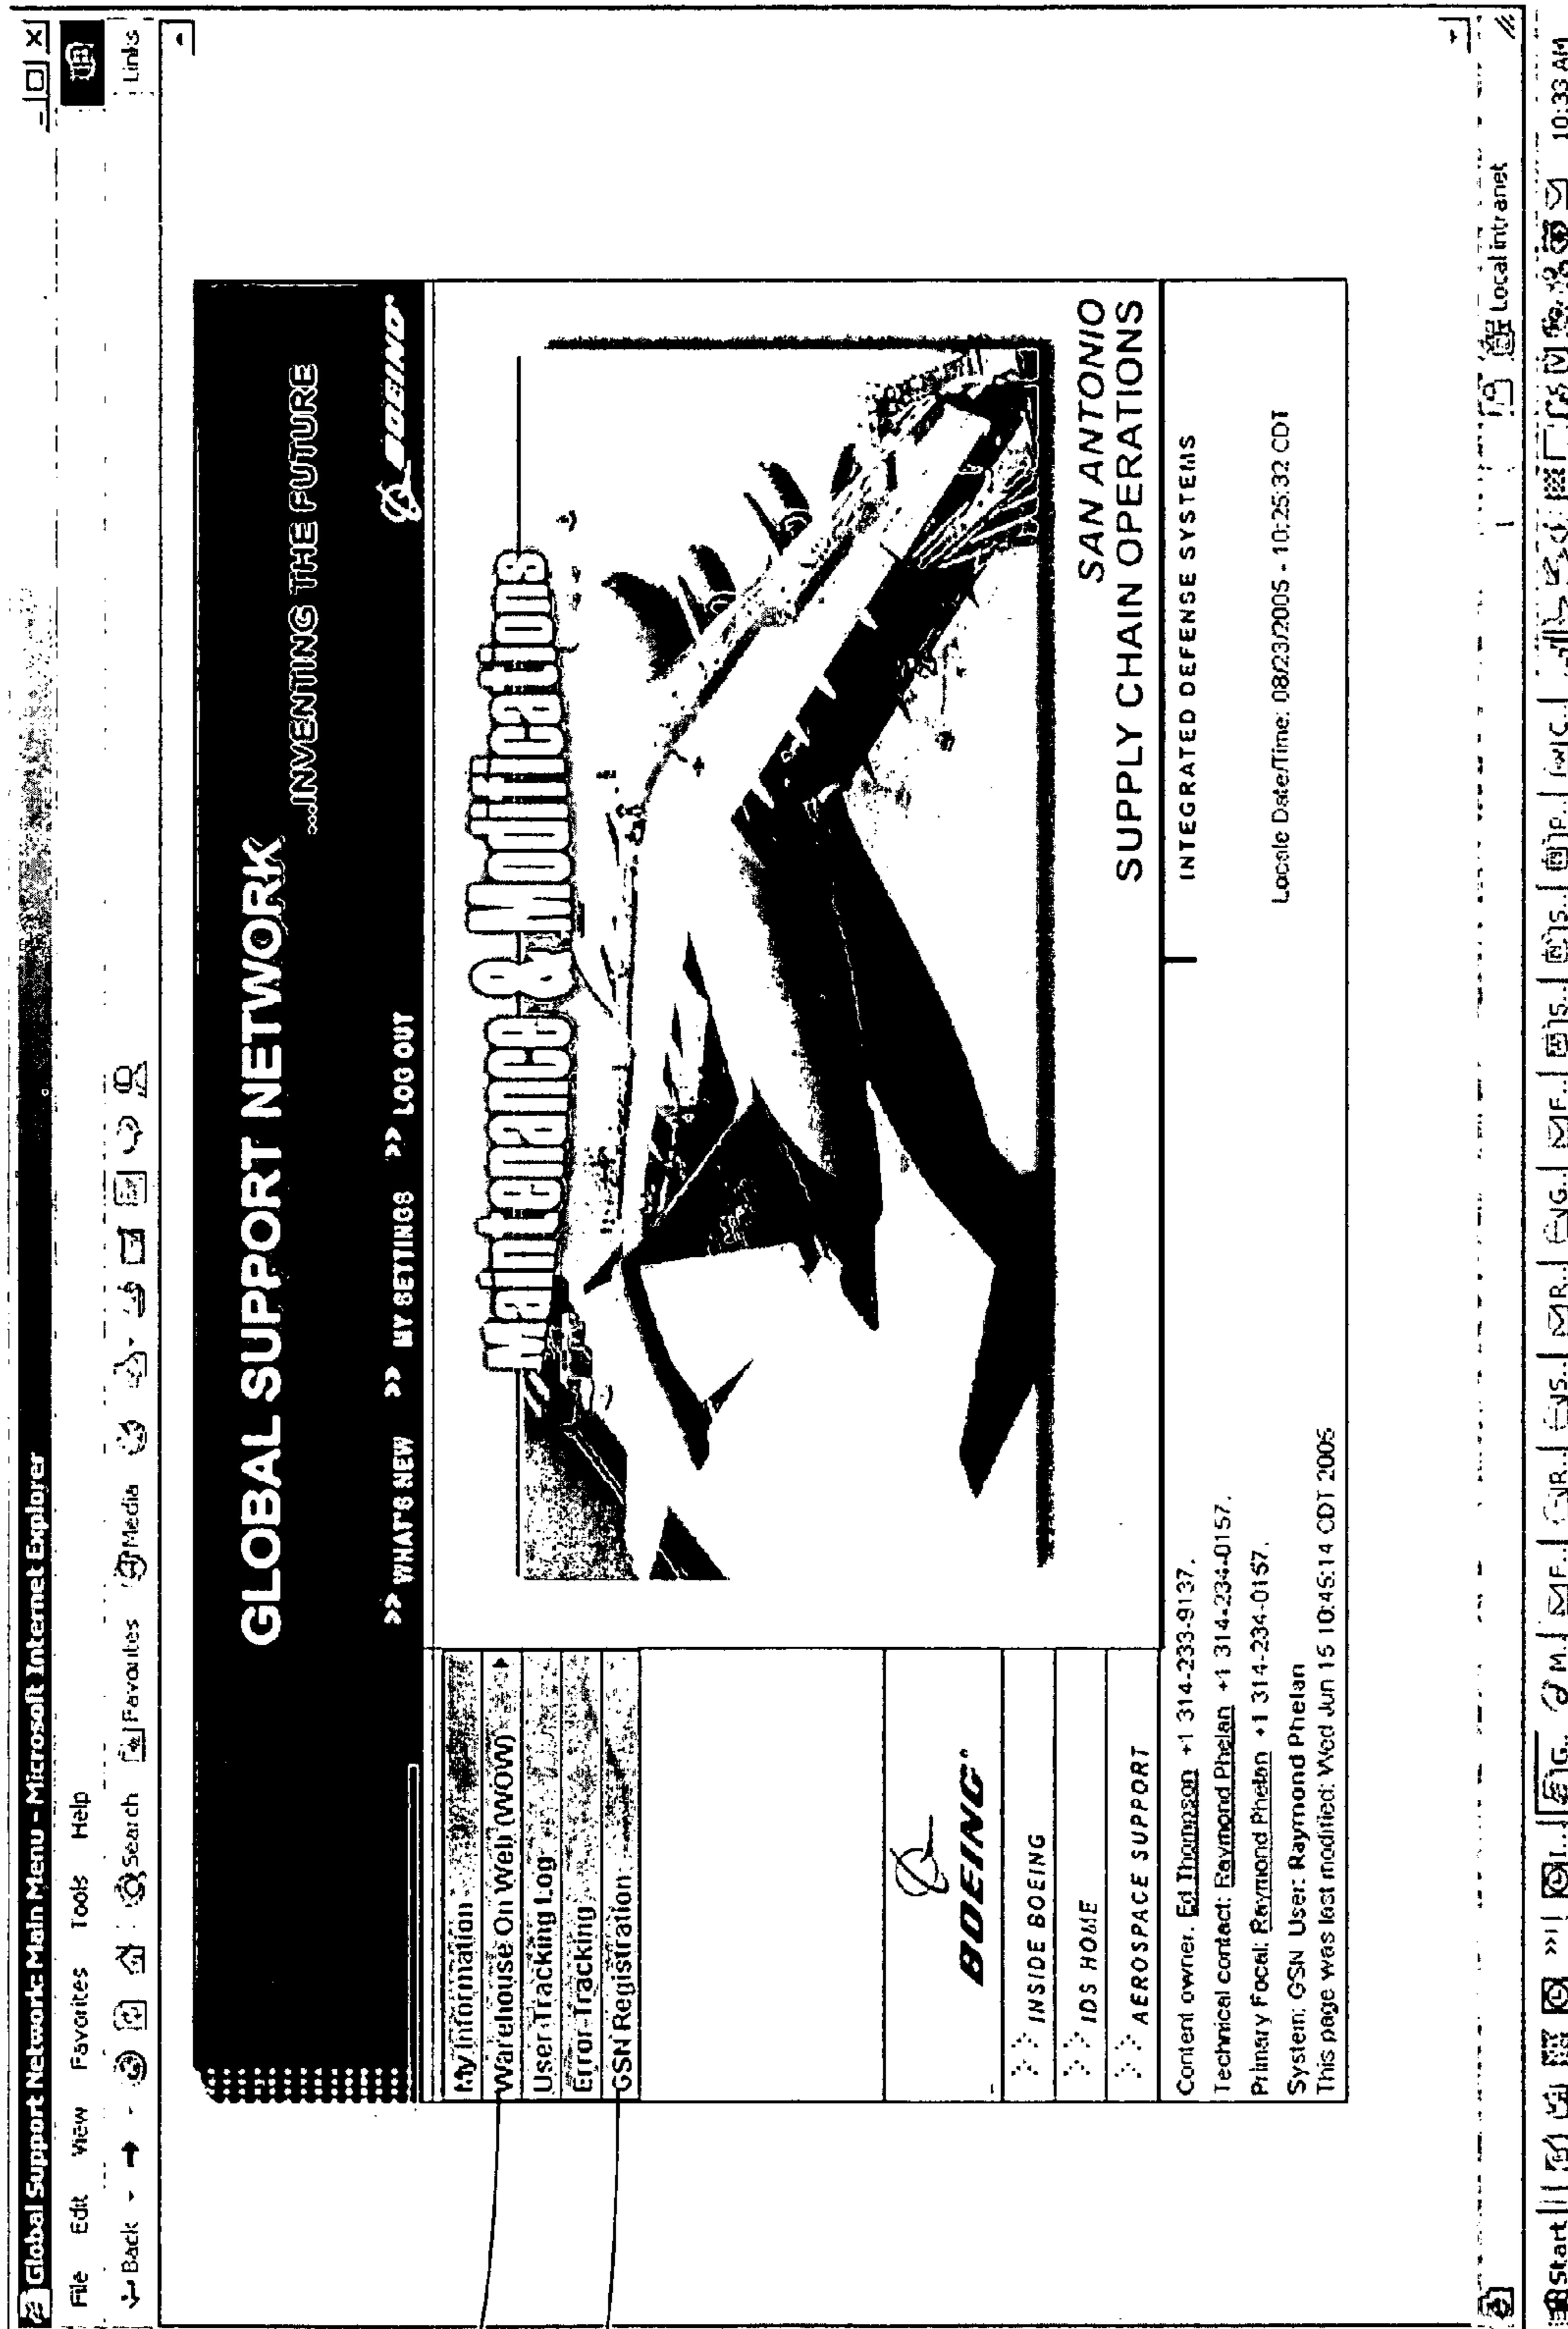 Global Support Network: Main Menu - Microsoft Internet Explorer
File Edit View Favorites Tools Help
Back Search Favorites Media
Links
GLOBAL SUPPORT NETWORK
...INVENTING THE FUTURE
BOEING
>> WHAT'S NEW >> MY SETTINGS >> LOG OUT
My Information
Warehouse On Web (WOW)
User Tracking Log
Error Tracking
GSN Registration
Maintenance & Modifications
BOEING
>> INSIDE BOEING
>> IDS HOME
>> AEROSPACE SUPPORT
SAN ANTONIO
SUPPLY CHAIN OPERATIONS
INTEGRATED DEFENSE SYSTEMS
Content owner: Ed Thompson +1 314-233-9137.
Technical contact: Raymond Phelan +1 314-234-0157.
Primary Focal: Raymond Phelan +1 314-234-0157.
System: GSN User: Raymond Phelan
This page was last modified: Wed Jun 15 10:45:14 CDT 2005
Locale Date/Time: 08/23/2005 - 10:25:32 CDT
Local intranet
Start
10:33 AM